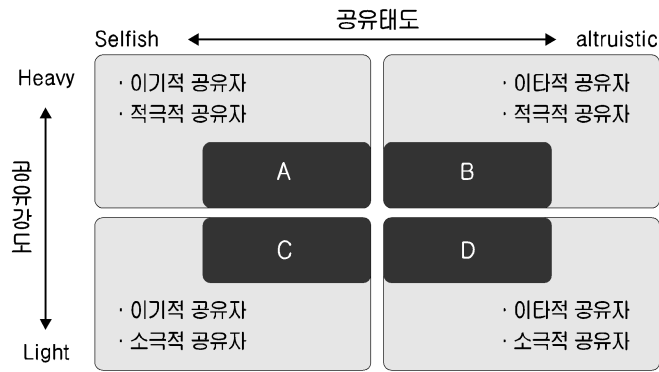 공유태도
Selfish
altruistic
Heavy
· 이기적 공유자
· 적극적 공유자
· 이타적 공유자
· 적극적 공유자
A
B
공유강도
C
D
· 이기적 공유자
· 소극적 공유자
· 이타적 공유자
· 소극적 공유자
Light